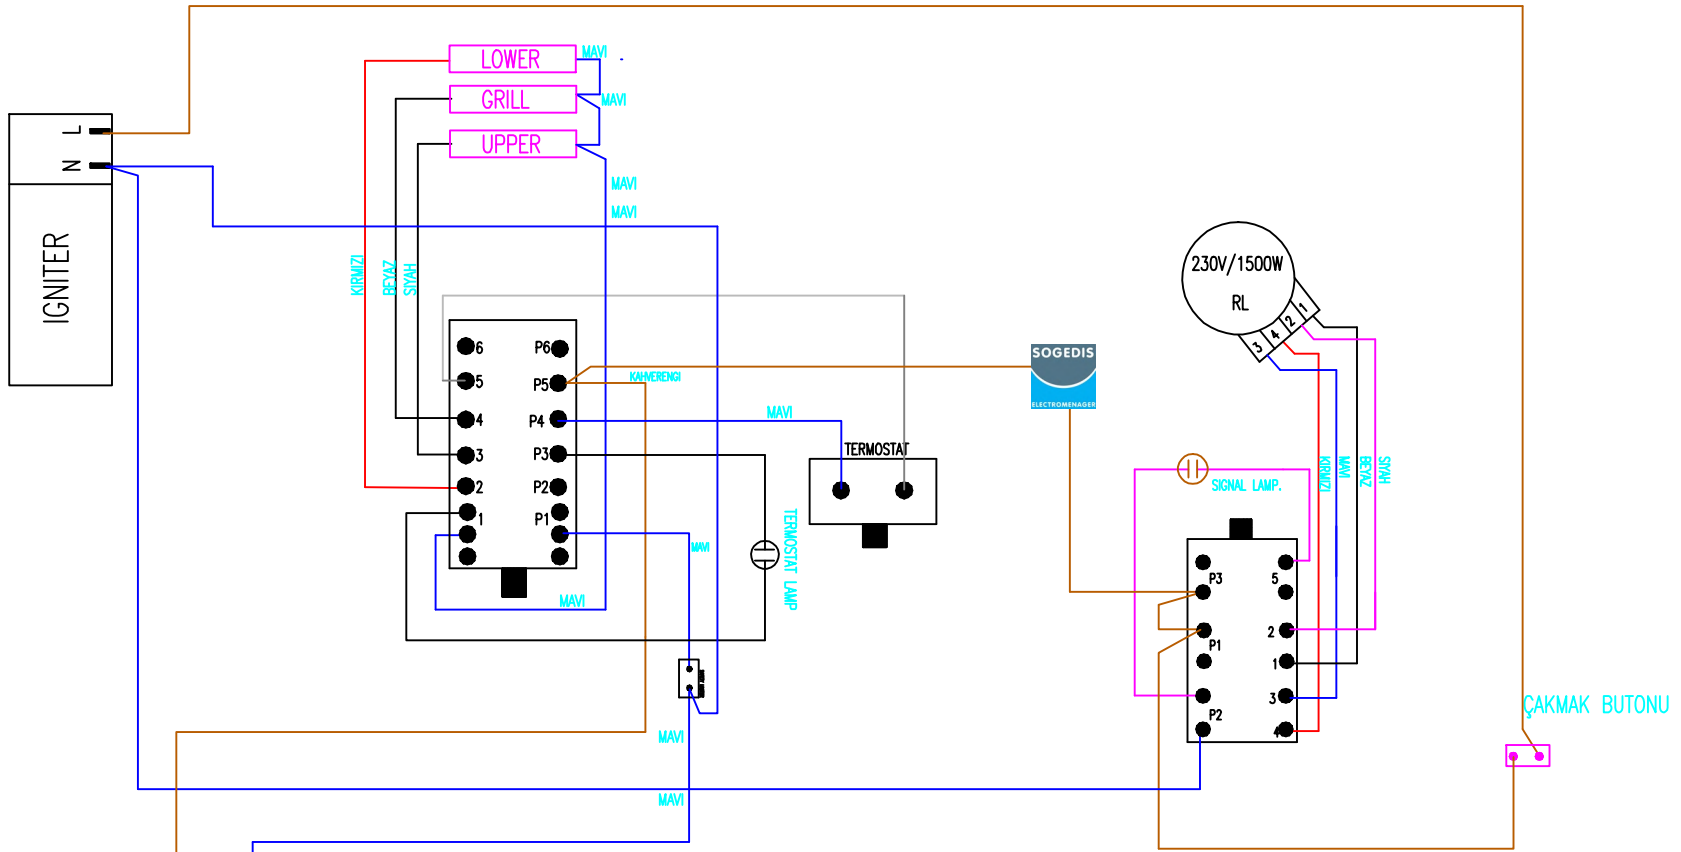 LOWER
MAVI
GRILL
MAVI
UPPER
MAVI
MAVI
L
N
IGNITER
KIRMIZI
BEYAZ
SIYAH
230V/1500W
RL
1
2
4
3
6 P6
5 P5
4 P4
3 P3
2 P2
1 P1
KAHVERENGI
MAVI
SOGEDIS
ELECTROMENAGER
TERMOSTAT
TERMOSTAT LAMP
MAVI
MAVI
SIGNAL LAMP.
KIRMIZI
MAVI
BEYAZ
SIYAH
P3 5
2
P1 1
3
P2 4
MAVI
MAVI
ÇAKMAK BUTONU